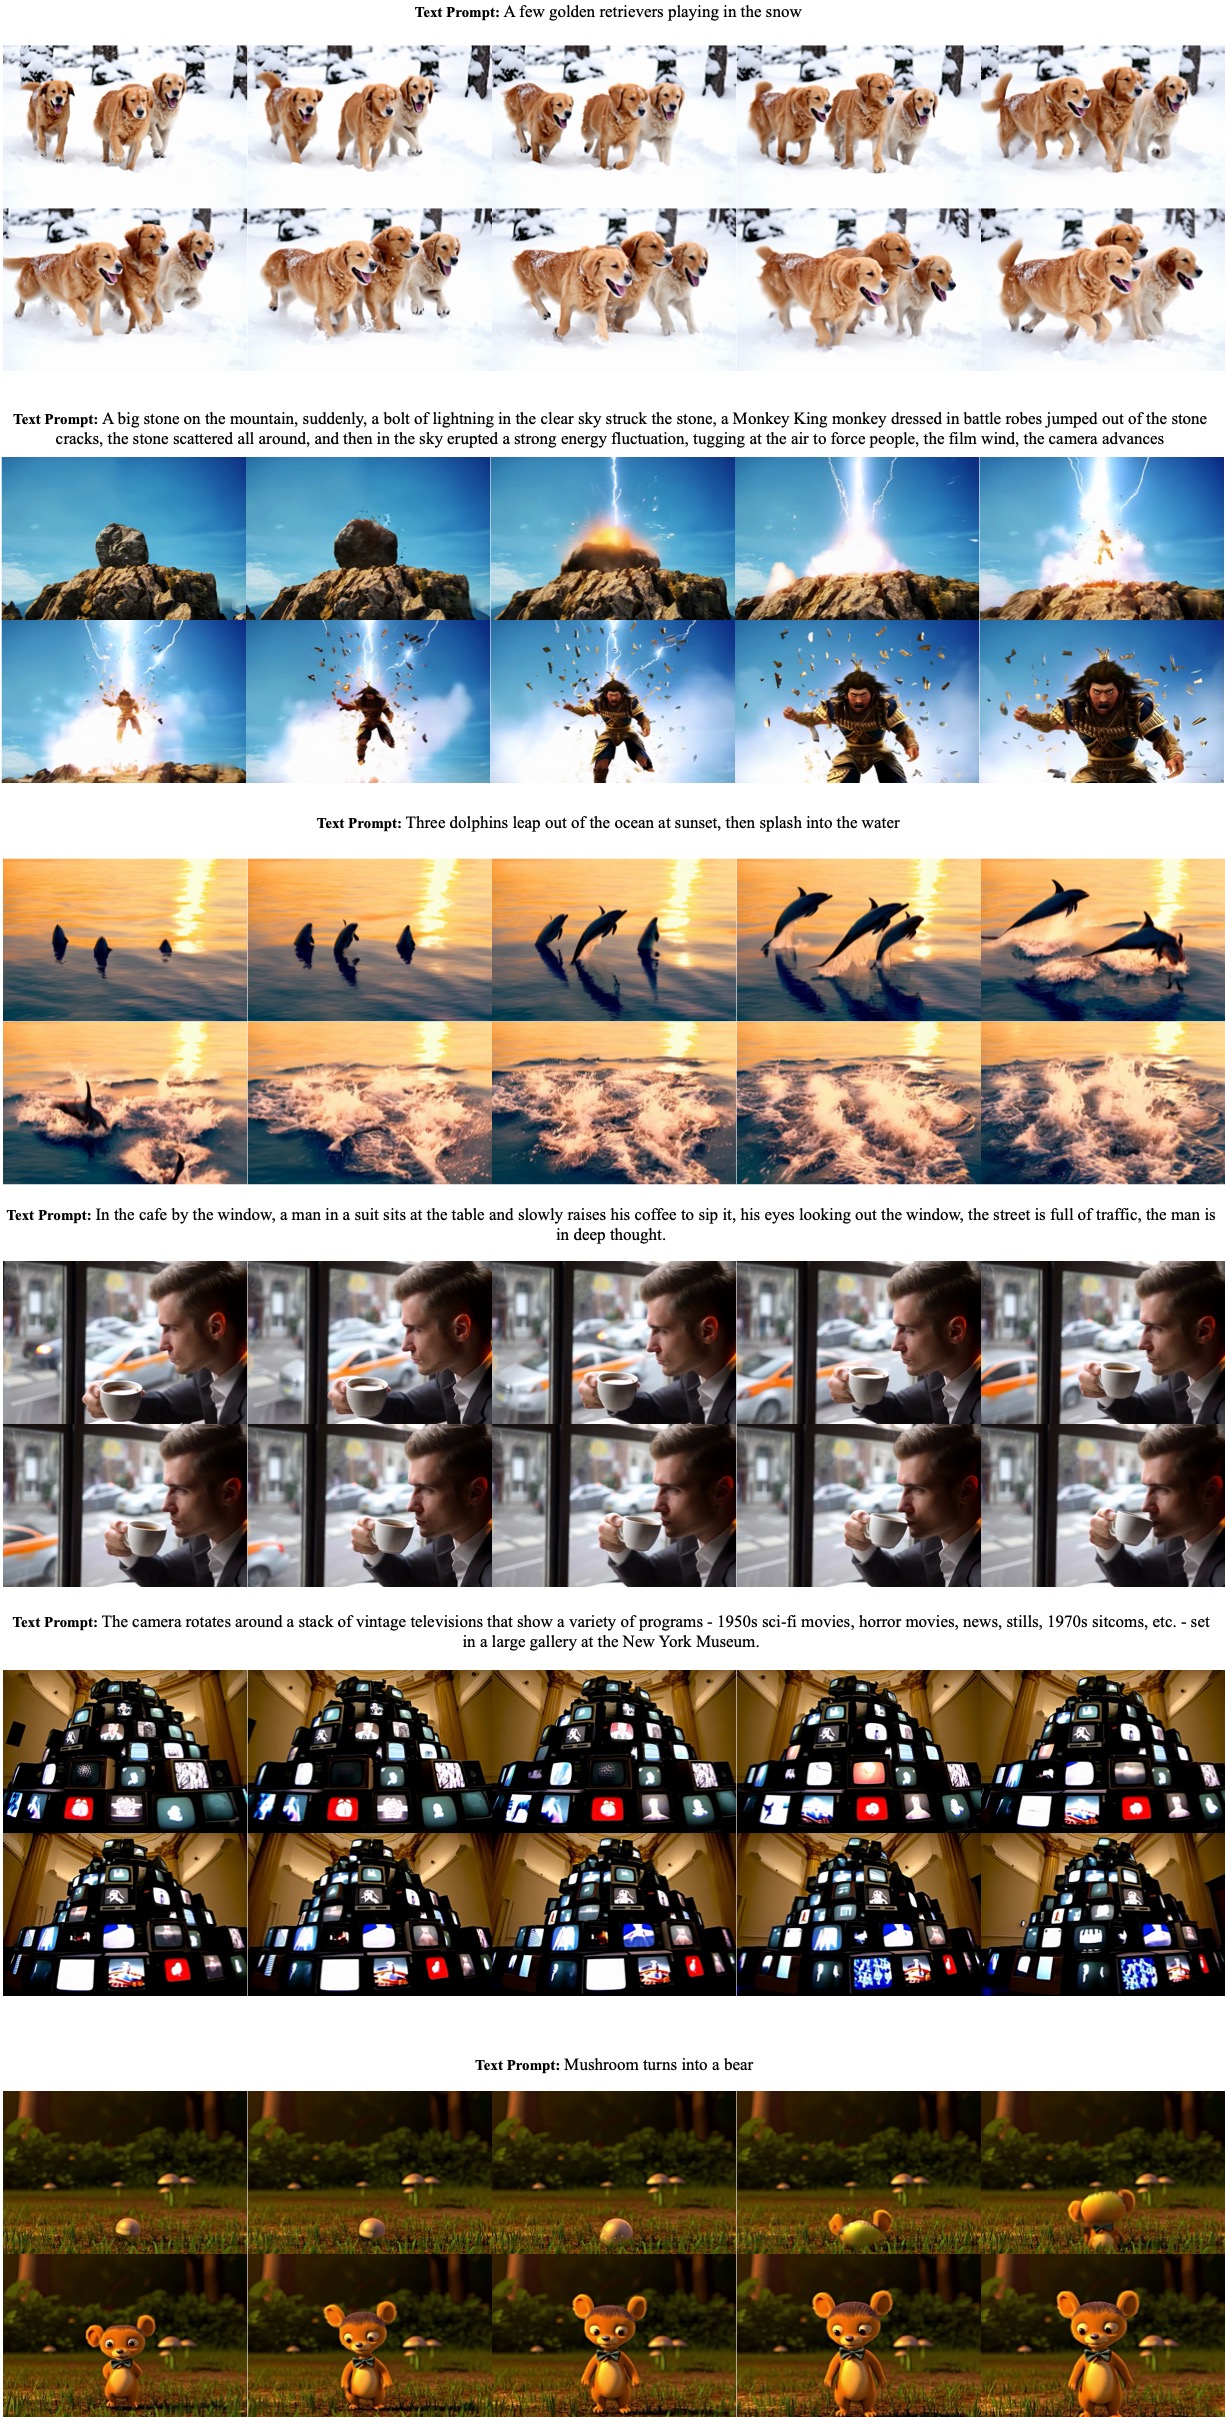 Text Prompt: A few golden retrievers playing in the snow
Text Prompt: A big stone on the mountain, suddenly, a bolt of lightning in the clear sky struck the stone, a Monkey King monkey dressed in battle robes jumped out of the stone
cracks, the stone scattered all around, and then in the sky erupted a strong energy fluctuation, tugging at the air to force people, the film wind, the camera advances
Text Prompt: Three dolphins leap out of the ocean at sunset, then splash into the water
Text Prompt: In the cafe by the window, a man in a suit sits at the table and slowly raises his coffee to sip it, his eyes looking out the window, the street is full of traffic, the man is
in deep thought.
Text Prompt: The camera rotates around a stack of vintage televisions that show a variety of programs - 1950s sci-fi movies, horror movies, news, stills, 1970s sitcoms, etc. - set
in a large gallery at the New York Museum.
Text Prompt: Mushroom turns into a bear